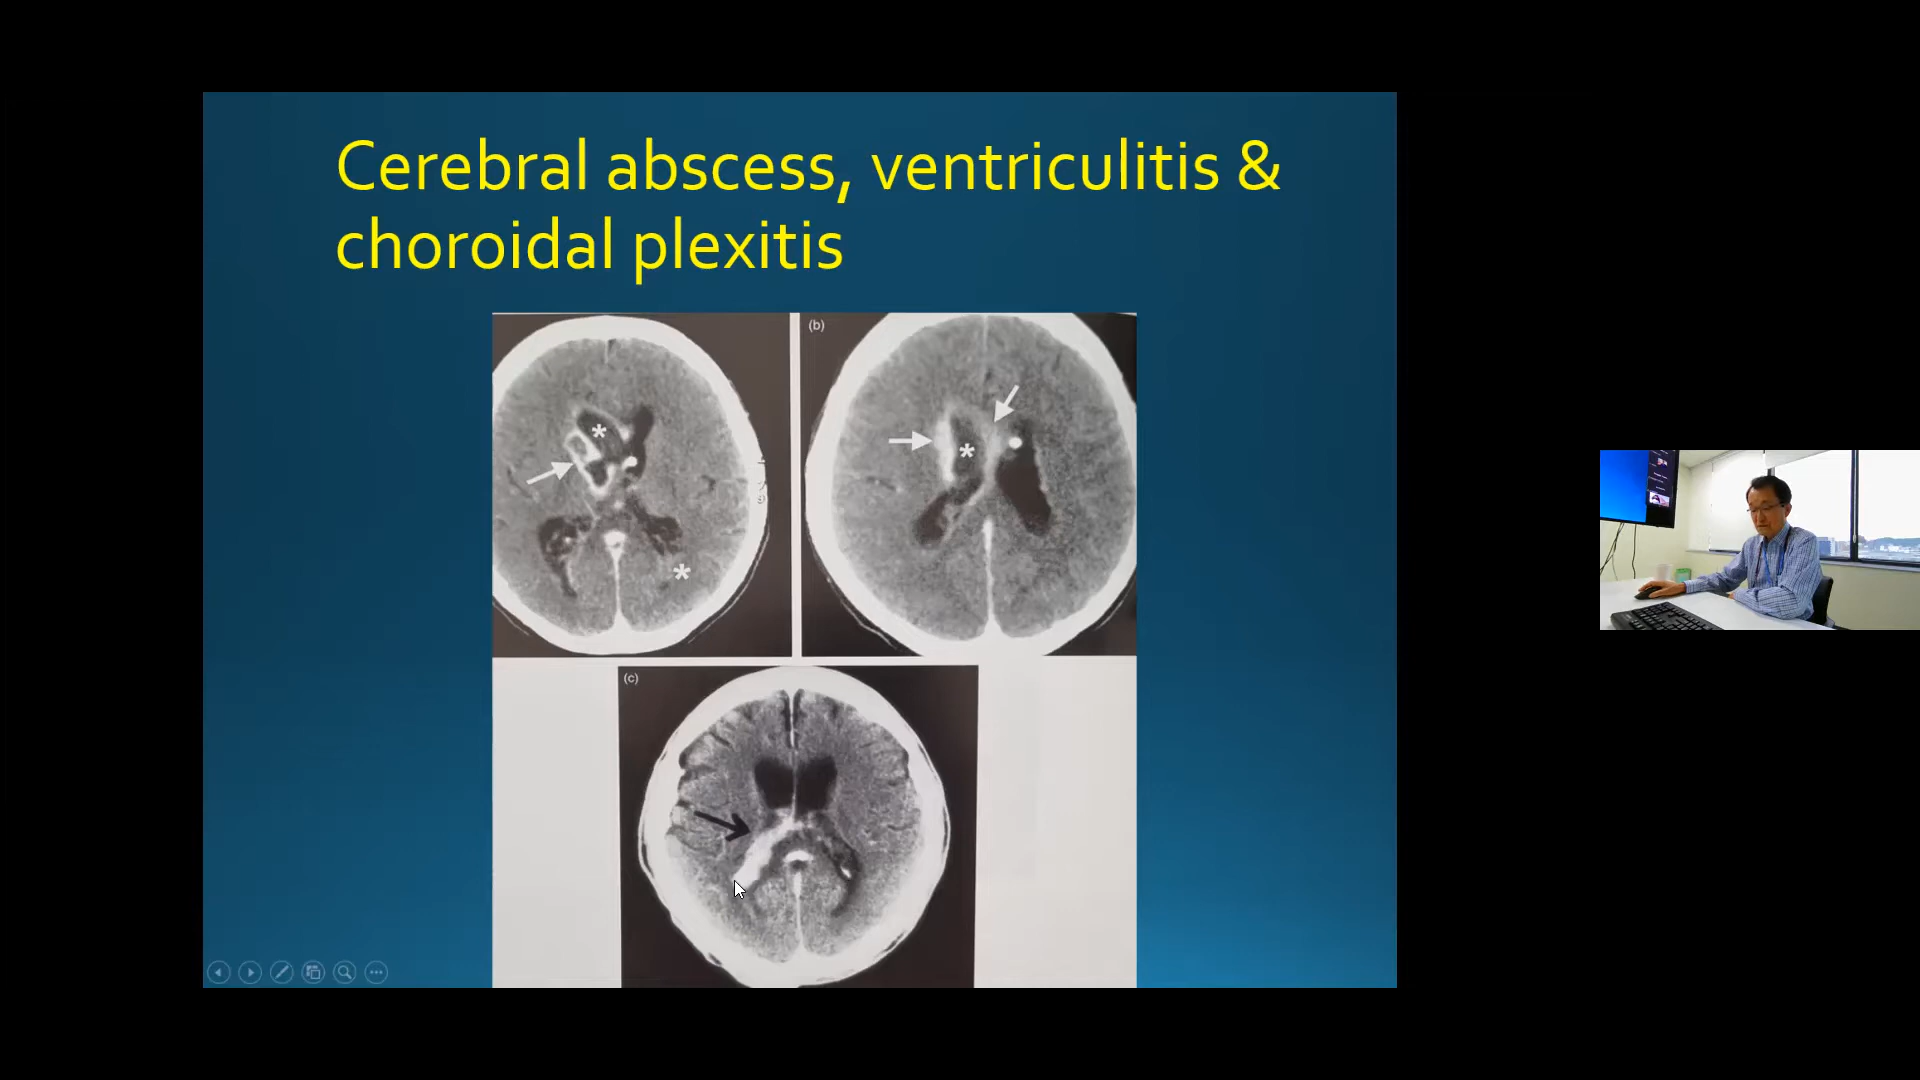 Cerebral abscess, ventriculitis &
choroidal plexitis
(b)
*
*
*
(c)